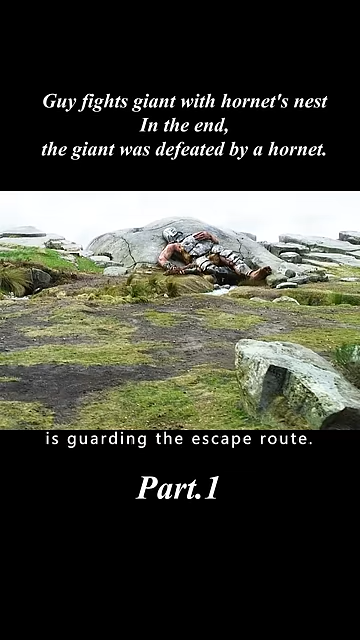 Guy fights giant with hornet's nest
In the end,
the giant was defeated by a hornet.
is guarding the escape route.
Part.1